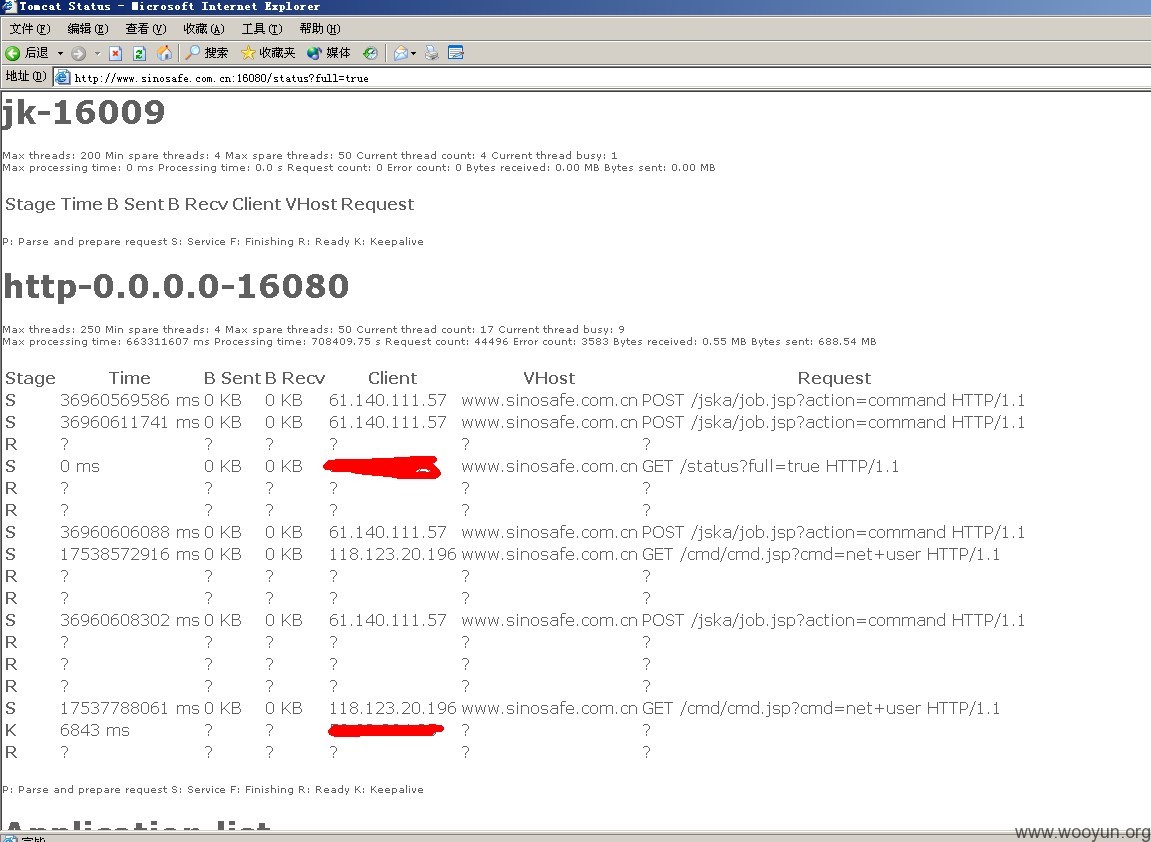 Tomcat Status - Microsoft Internet Explorer
文件(F) 编辑(E) 查看(V) 收藏(A) 工具(T) 帮助(H)
后退 搜索 收藏夹 媒体
地址(D) http://www.sinosafe.com.cn:16080/status?full=true
jk-16009
Max threads: 200 Min spare threads: 4 Max spare threads: 50 Current thread count: 4 Current thread busy: 1
Max processing time: 0 ms Processing time: 0.0 s Request count: 0 Error count: 0 Bytes received: 0.00 MB Bytes sent: 0.00 MB
Stage Time B Sent B Recv Client VHost Request
P: Parse and prepare request S: Service F: Finishing R: Ready K: Keepalive
http-0.0.0.0-16080
Max threads: 250 Min spare threads: 4 Max spare threads: 50 Current thread count: 17 Current thread busy: 9
Max processing time: 663311607 ms Processing time: 708409.75 s Request count: 44496 Error count: 3583 Bytes received: 0.55 MB Bytes sent: 688.54 MB
Stage Time B Sent B Recv Client VHost Request
S 36960569586 ms 0 KB 0 KB 61.140.111.57 www.sinosafe.com.cn POST /jska/job.jsp?action=command HTTP/1.1
S 36960611741 ms 0 KB 0 KB 61.140.111.57 www.sinosafe.com.cn POST /jska/job.jsp?action=command HTTP/1.1
R ? ? ? ? ? ?
S 0 ms 0 KB 0 KB www.sinosafe.com.cn GET /status?full=true HTTP/1.1
R ? ? ? ? ? ?
R ? ? ? ? ? ?
S 36960606088 ms 0 KB 0 KB 61.140.111.57 www.sinosafe.com.cn POST /jska/job.jsp?action=command HTTP/1.1
S 17538572916 ms 0 KB 0 KB 118.123.20.196 www.sinosafe.com.cn GET /cmd/cmd.jsp?cmd=net+user HTTP/1.1
R ? ? ? ? ? ?
R ? ? ? ? ? ?
S 36960608302 ms 0 KB 0 KB 61.140.111.57 www.sinosafe.com.cn POST /jska/job.jsp?action=command HTTP/1.1
R ? ? ? ? ? ?
R ? ? ? ? ? ?
R ? ? ? ? ? ?
S 17537788061 ms 0 KB 0 KB 118.123.20.196 www.sinosafe.com.cn GET /cmd/cmd.jsp?cmd=net+user HTTP/1.1
K 6843 ms ? ? ? ?
R ? ? ? ? ? ?
P: Parse and prepare request S: Service F: Finishing R: Ready K: Keepalive
Application list
完毕
www.wooyun.org